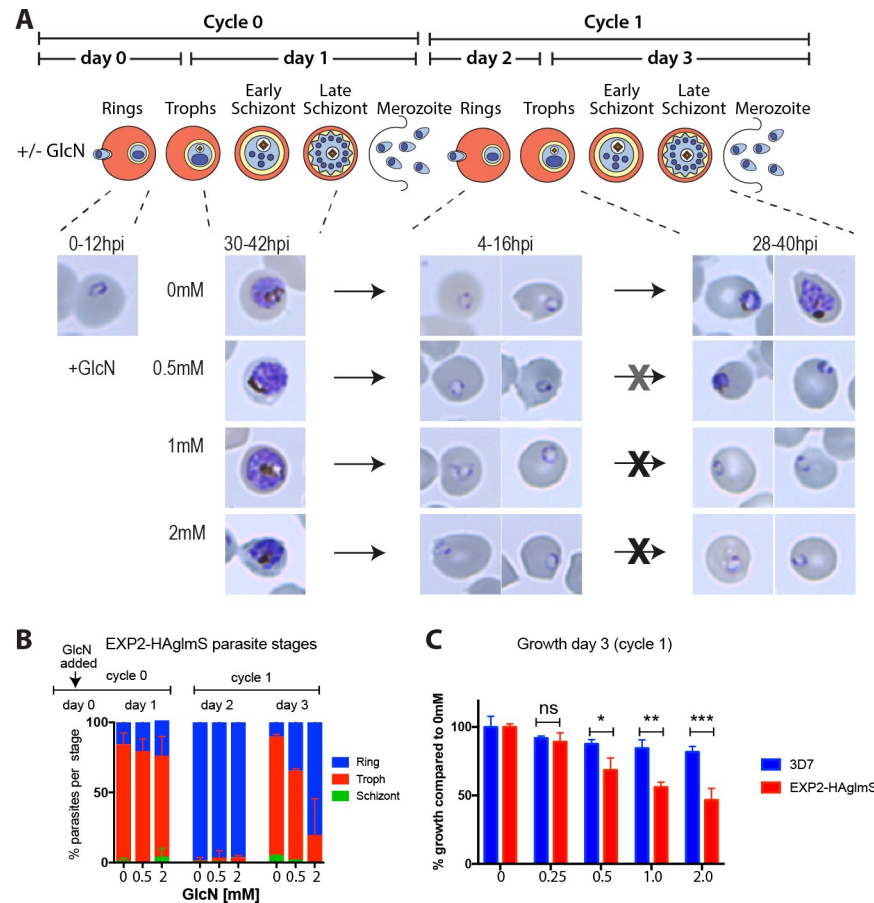 A
Cycle 0 Cycle 1
day 0 day 1 day 2 day 3
Early Late Early Late
Rings Trophs Schizont Schizont Merozoite Rings Trophs Schizont Schizont Merozoite
+/- GlcN
0-12hpi 30-42hpi 4-16hpi 28-40hpi
0mM
+GlcN 0.5mM
X
1mM
X
2mM
X
B
GlcN added
EXP2-HAglmS parasite stages
cycle 0 cycle 1
day 0 day 1 day 2 day 3
% parasites per stage
100
50
0
Ring
Troph
Schizont
0 0.5 2 0 0.5 2 0 0.5 2
GlcN [mM]
C
Growth day 3 (cycle 1)
% growth compared to 0mM
100
50
0
ns * ** ***
3D7
EXP2-HAglmS
0 0.25 0.5 1.0 2.0